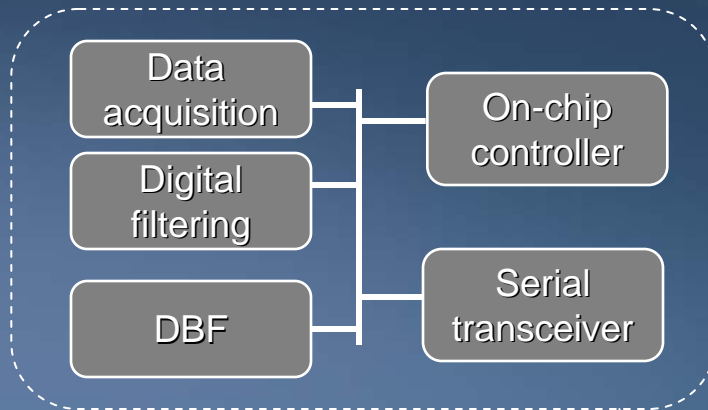 Data
acquisition
Digital
filtering
DBF
On-chip
controller
Serial
transceiver